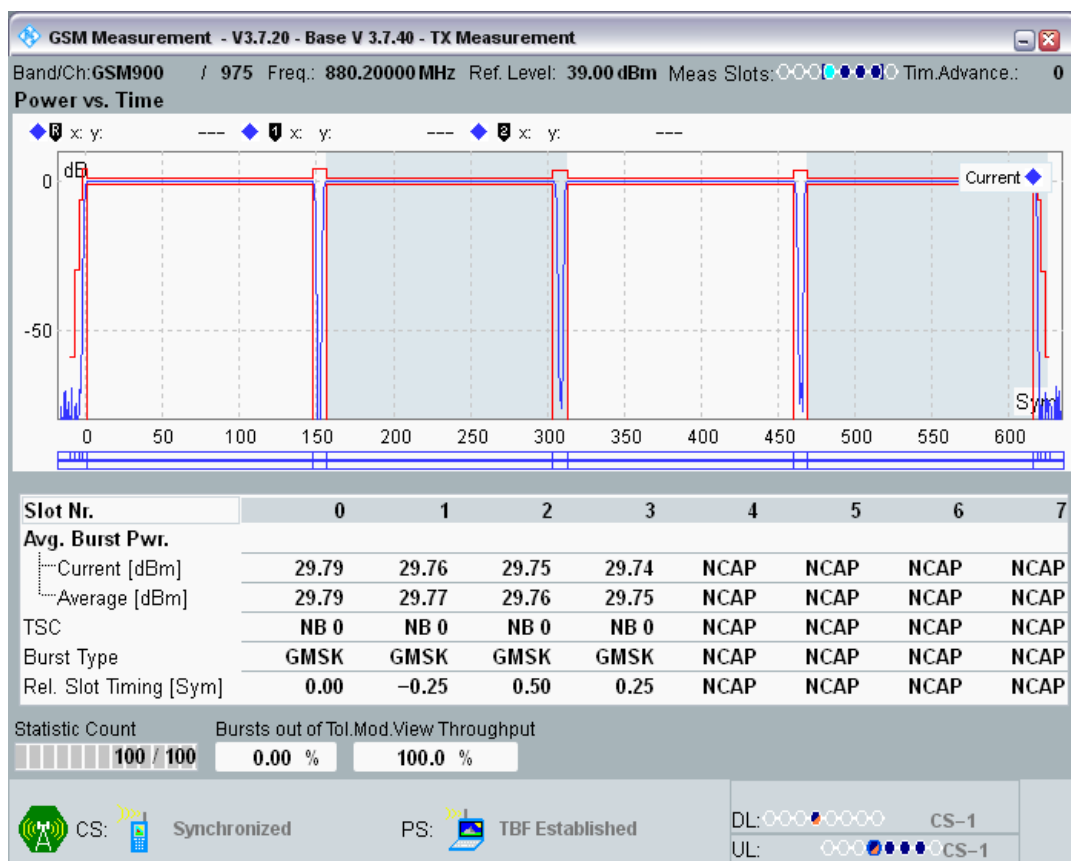 GSM Measurement - V3.7.20 - Base V 3.7.40 - TX Measurement
Band/Ch:GSM900 / 975 Freq.: 880.20000 MHz Ref. Level: 39.00 dBm Meas Slots: Tim.Advance.: 0
Power vs. Time
R x: y: --- 1 x: y: --- 2 x: y: ---
dB
Current
0
-50
Sym
0 50 100 150 200 250 300 350 400 450 500 550 600
Slot Nr. 0 1 2 3 4 5 6 7
Avg. Burst Pwr.
Current [dBm] 29.79 29.76 29.75 29.74 NCAP NCAP NCAP NCAP
Average [dBm] 29.79 29.77 29.76 29.75 NCAP NCAP NCAP NCAP
TSC NB 0 NB 0 NB 0 NB 0 NCAP NCAP NCAP NCAP
Burst Type GMSK GMSK GMSK GMSK NCAP NCAP NCAP NCAP
Rel. Slot Timing [Sym] 0.00 −0.25 0.50 0.25 NCAP NCAP NCAP NCAP
Statistic Count Bursts out of Tol. Mod.View Throughput
100 / 100 0.00 % 100.0 %
CS: Synchronized PS: TBF Established
DL: CS−1
UL: CS−1